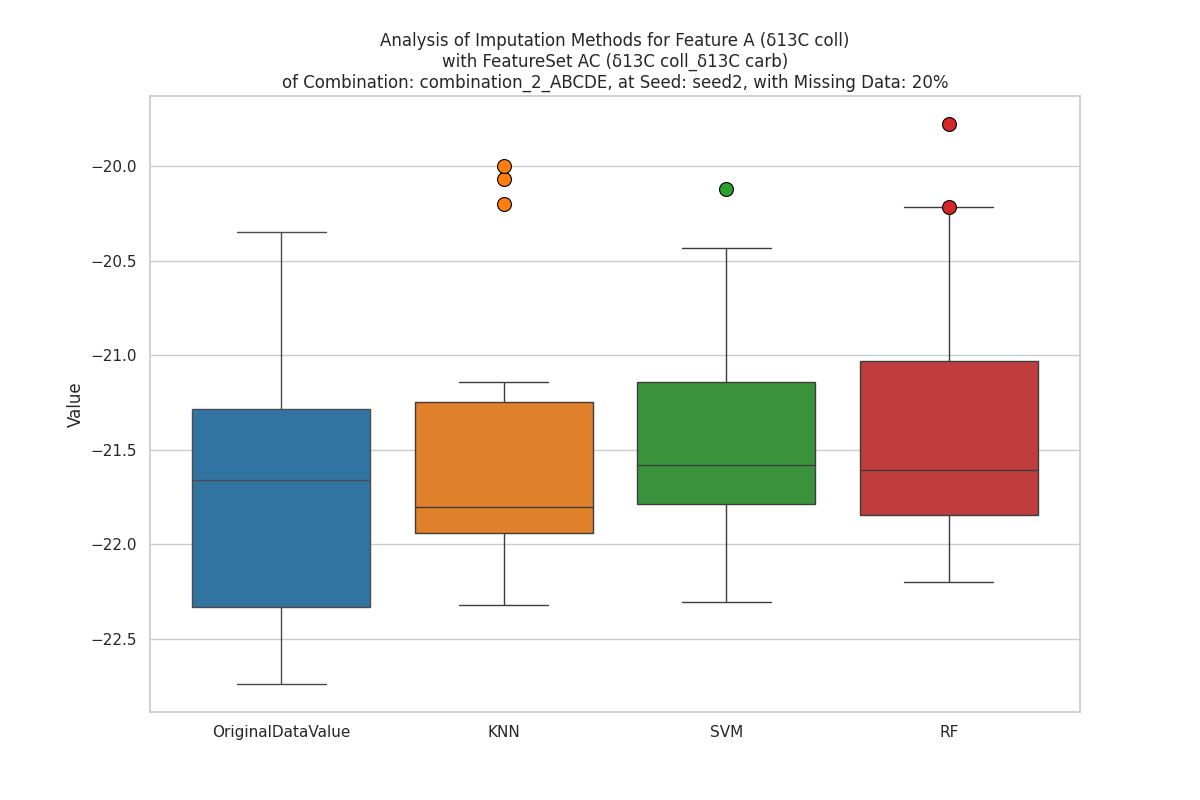 Analysis of Imputation Methods for Feature A (δ13C coll)
with FeatureSet AC (δ13C coll_δ13C carb)
of Combination: combination_2_ABCDE, at Seed: seed2, with Missing Data: 20%
−20.0
−20.5
−21.0
−21.5
−22.0
−22.5
Value
OriginalDataValue
KNN
SVM
RF